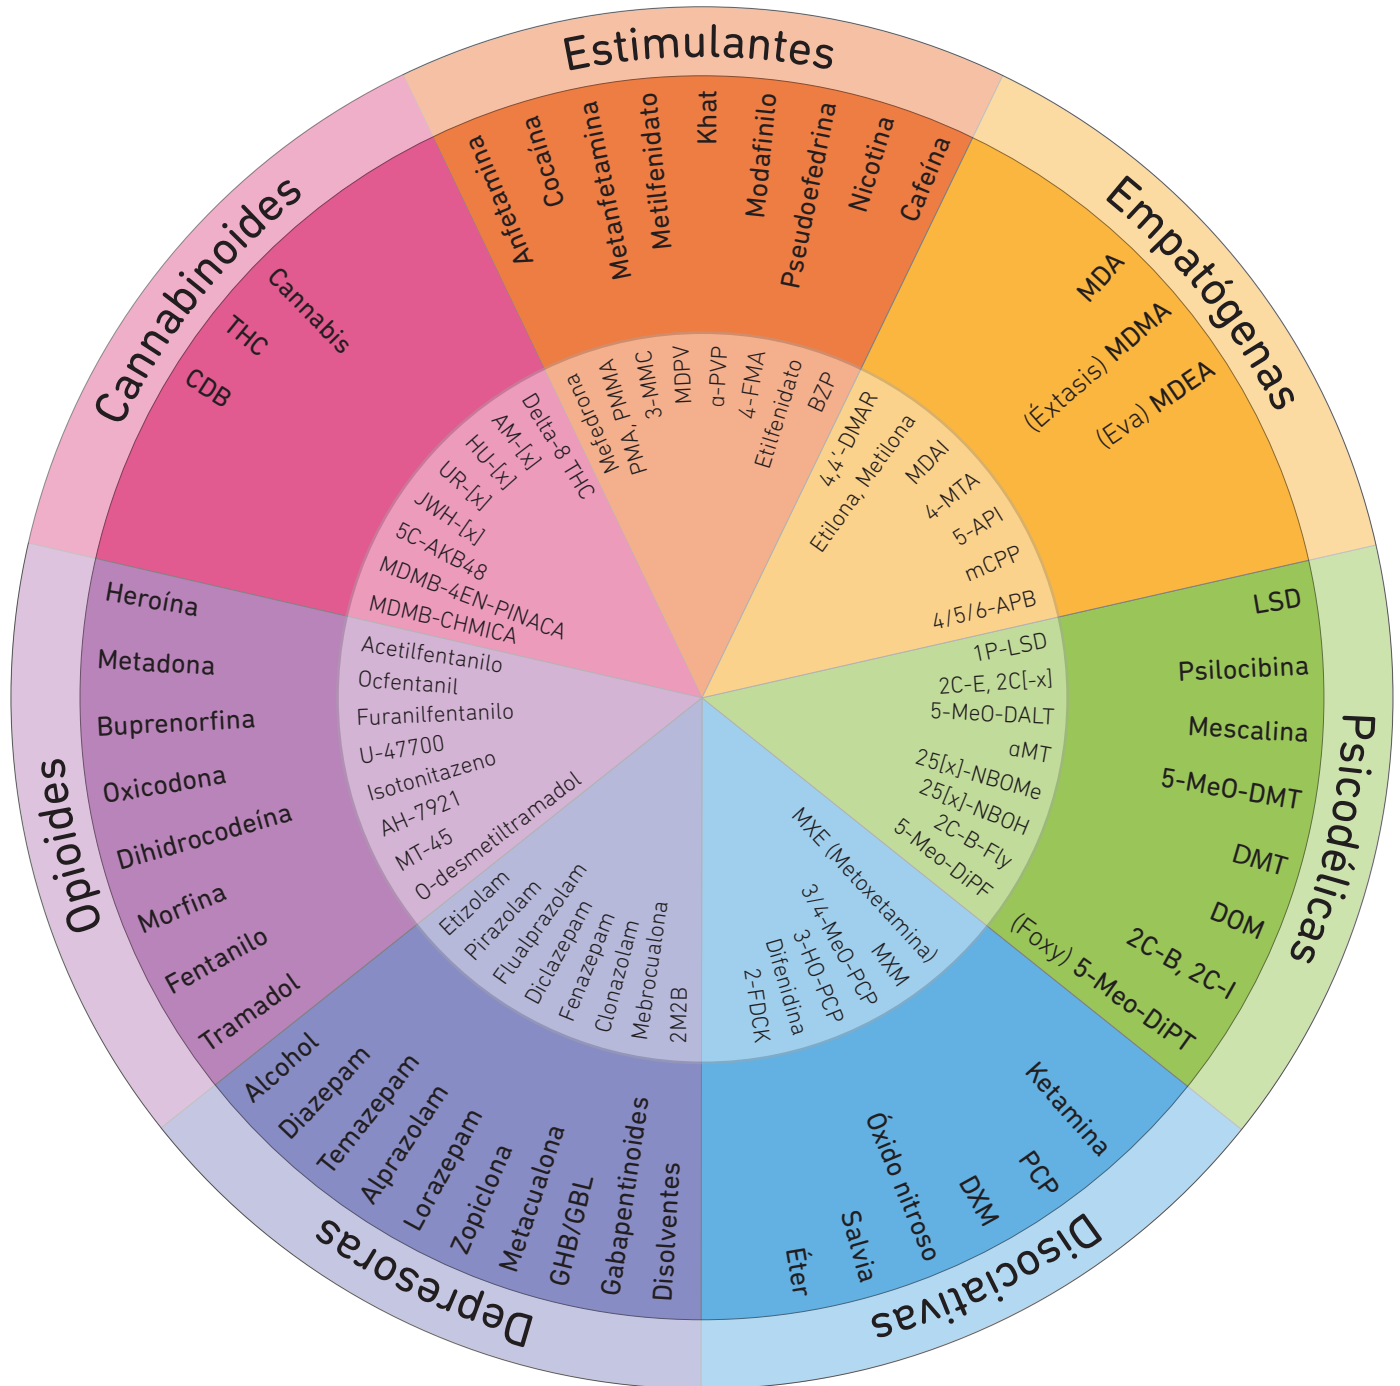 Estimulantes
Anfetamina
Cocaína
Metanfetamina
Metilfenidato
Khat
Modafinilo
Pseudoefedrina
Nicotina
Cafeína
Mefedrona
PMA, PMMA
3-MMC
MDPV
α-PVP
4-FMA
Etilfenidato
BZP
Empatógenas
MDA
(Éxtasis) MDMA
(Eva) MDEA
4,4'-DMAR
Etilona, Metilona
MDAI
4-MTA
5-API
mCPP
4/5/6-APB
Psicodélicas
LSD
Psilocibina
Mescalina
5-MeO-DMT
DMT
DOM
2C-B, 2C-I
(Foxy) 5-Meo-DiPT
1P-LSD
2C-E, 2C[-x]
5-MeO-DALT
αMT
25[x]-NBOMe
25[x]-NBOH
2C-B-Fly
5-Meo-DiPF
Disociativas
Ketamina
PCP
DXM
Óxido nitroso
Salvia
Éter
MXE (Metoxetamina)
MXM
3/4-MeO-PCP
3-HO-PCP
Difenidina
2-FDCK
Depresoras
Alcohol
Diazepam
Temazepam
Alprazolam
Lorazepam
Zopiclona
Metacualona
GHB/GBL
Gabapentinoides
Disolventes
Etizolam
Pirazolam
Flualprazolam
Diclazepam
Fenazepam
Clonazolam
Mebrocualona
2M2B
Opioides
Heroína
Metadona
Buprenorfina
Oxicodona
Dihidrocodeína
Morfina
Fentanilo
Tramadol
Acetilfentanilo
Ocfentanil
Furanilfentanilo
U-47700
Isotonitazeno
AH-7921
MT-45
O-desmetiltramadol
Cannabinoides
Cannabis
THC
CDB
Delta-8 THC
AM-[x]
HU-[x]
UR-[x]
JWH-[x]
5C-AKB48
MDMB-4EN-PINACA
MDMB-CHMICA